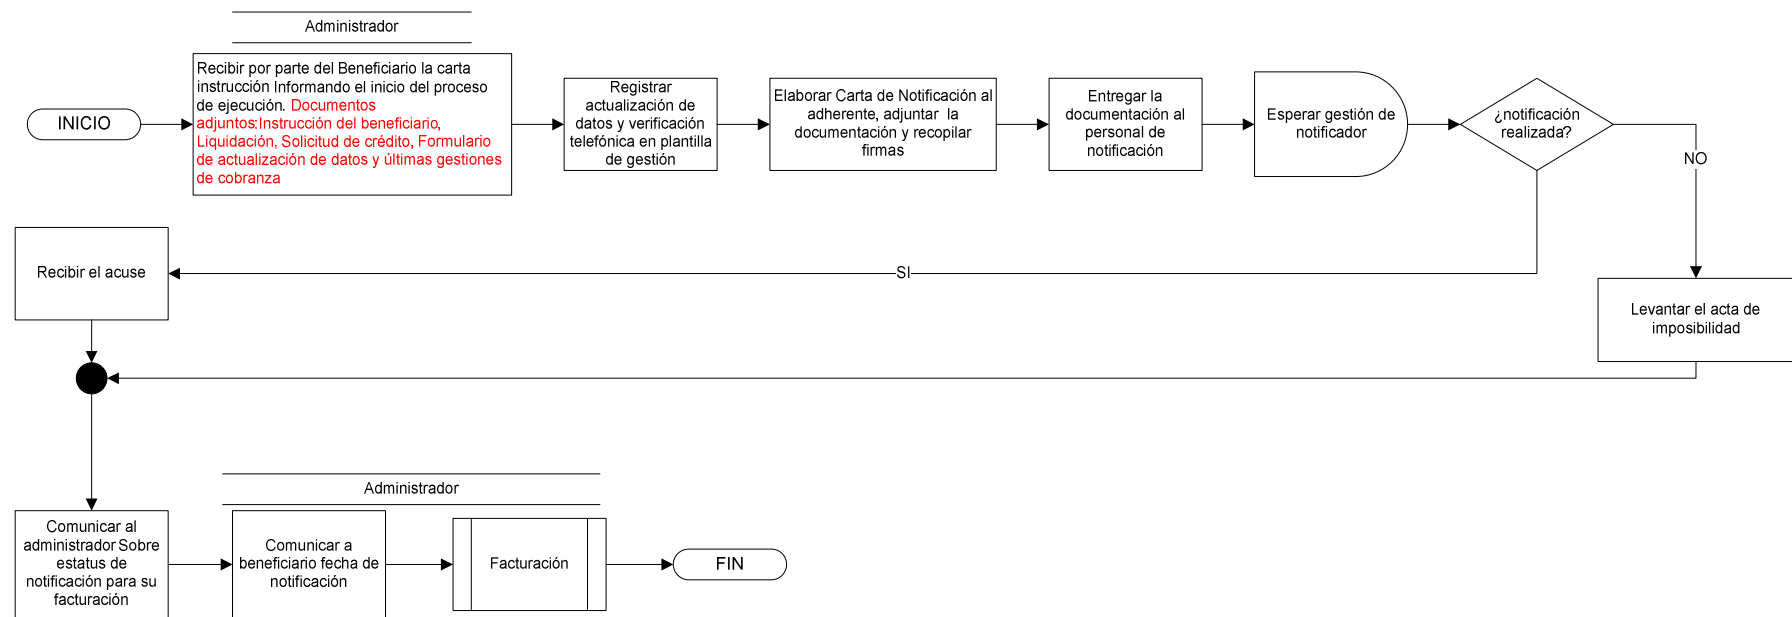 Administrador
Recibir por parte del Beneficiario la carta
instrucción Informando el inicio del proceso
de ejecución. Documentos
adjuntos:Instrucción del beneficiario,
Liquidación, Solicitud de crédito, Formulario
de actualización de datos y últimas gestiones
de cobranza
INICIO
Registrar
actualización de
datos y verificación
telefónica en plantilla
de gestión
Elaborar Carta de Notificación al
adherente, adjuntar la
documentación y recopilar
firmas
Entregar la
documentación al
personal de
notificación
Esperar gestión de
notificador
¿notificación
realizada?
NO
Recibir el acuse
SI
Levantar el acta de
imposibilidad
Administrador
Comunicar al
administrador Sobre
estatus de
notificación para su
facturación
Comunicar a
beneficiario fecha de
notificación
Facturación
FIN